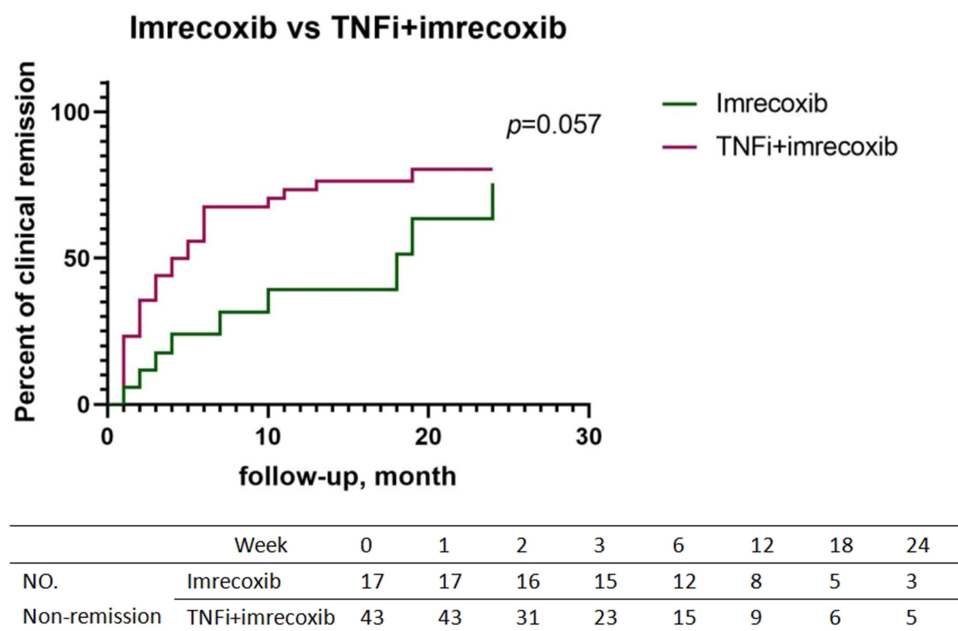 Imrecoxib vs TNFi+imrecoxib
Percent of clinical remission
100
50
0
0 10 20 30
follow-up, month
p=0.057
Imrecoxib
TNFi+imrecoxib
Week 0 1 2 3 6 12 18 24
NO. Imrecoxib 17 17 16 15 12 8 5 3
Non-remission TNFi+imrecoxib 43 43 31 23 15 9 6 5